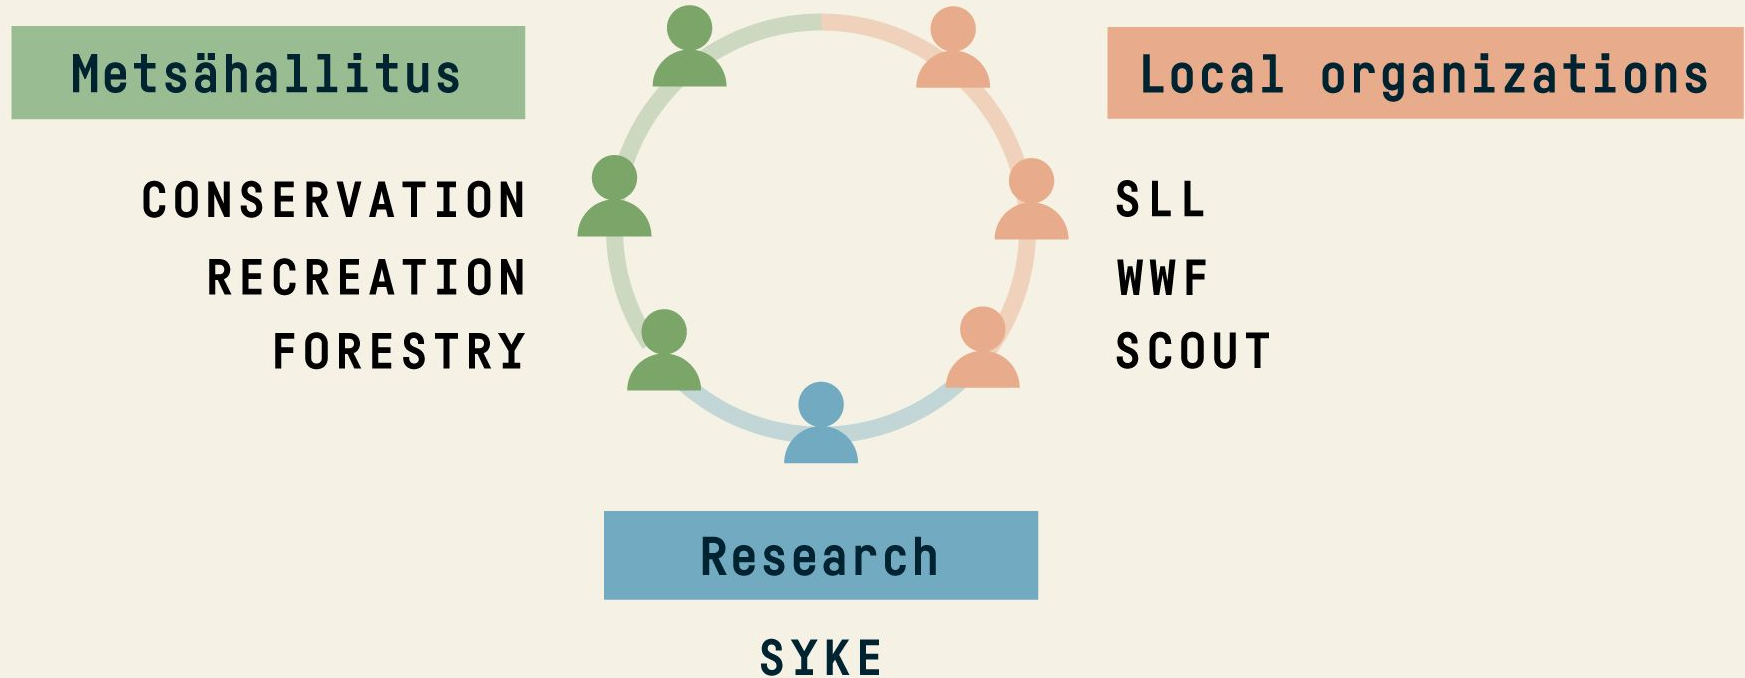 Metsähallitus
CONSERVATION
RECREATION
FORESTRY
Local organizations
SLL
WWF
SCOUT
Research
SYKE